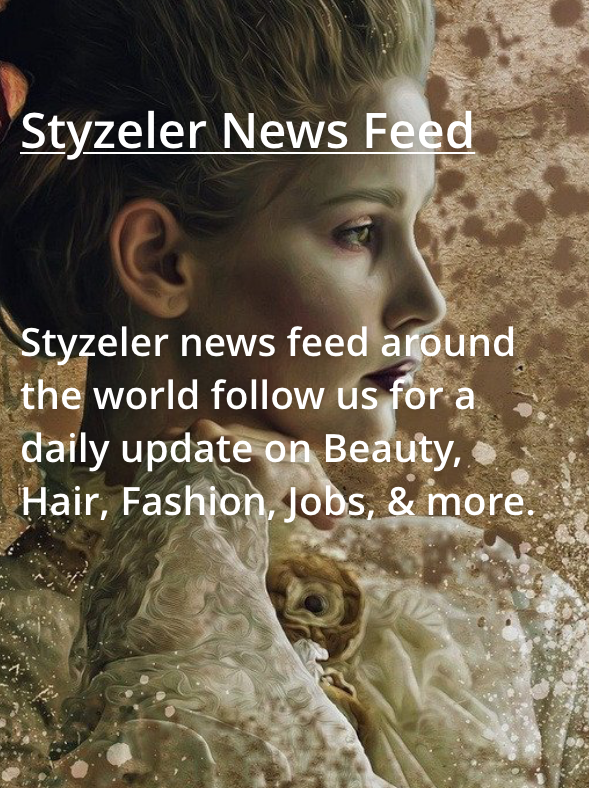 Styzeler News Feed
Styzeler news feed around
the world follow us for a
daily update on Beauty,
Hair, Fashion, Jobs, & more.